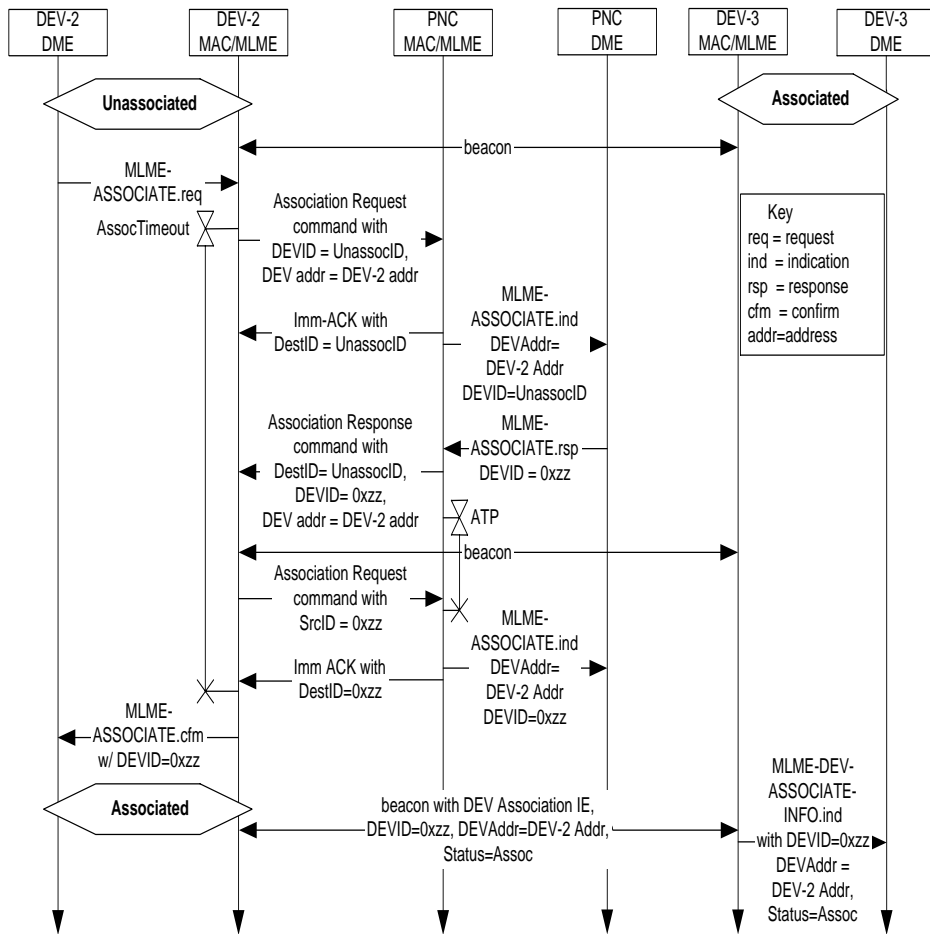 DEV-2
DME
DEV-2
MAC/MLME
PNC
MAC/MLME
PNC
DME
DEV-3
MAC/MLME
DEV-3
DME
Unassociated
Associated
beacon
MLME-
ASSOCIATE.req
AssocTimeout
Association Request
command with
DEVID = UnassocID,
DEV addr = DEV-2 addr
Key
req = request
ind = indication
rsp = response
cfm = confirm
addr=address
Imm-ACK with
DestID = UnassocID
MLME-
ASSOCIATE.ind
DEVAddr=
DEV-2 Addr
DEVID=UnassocID
Association Response
command with
DestID= UnassocID,
DEVID= 0xzz,
DEV addr = DEV-2 addr
MLME-
ASSOCIATE.rsp
DEVID = 0xzz
ATP
beacon
Association Request
command with
SrcID = 0xzz
MLME-
ASSOCIATE.ind
DEVAddr=
DEV-2 Addr
DEVID=0xzz
Imm ACK with
DestID=0xzz
MLME-
ASSOCIATE.cfm
w/ DEVID=0xzz
Associated
beacon with DEV Association IE,
DEVID=0xzz, DEVAddr=DEV-2 Addr,
Status=Assoc
MLME-DEV-
ASSOCIATE-
INFO.ind
with DEVID=0xzz
DEVAddr =
DEV-2 Addr,
Status=Assoc